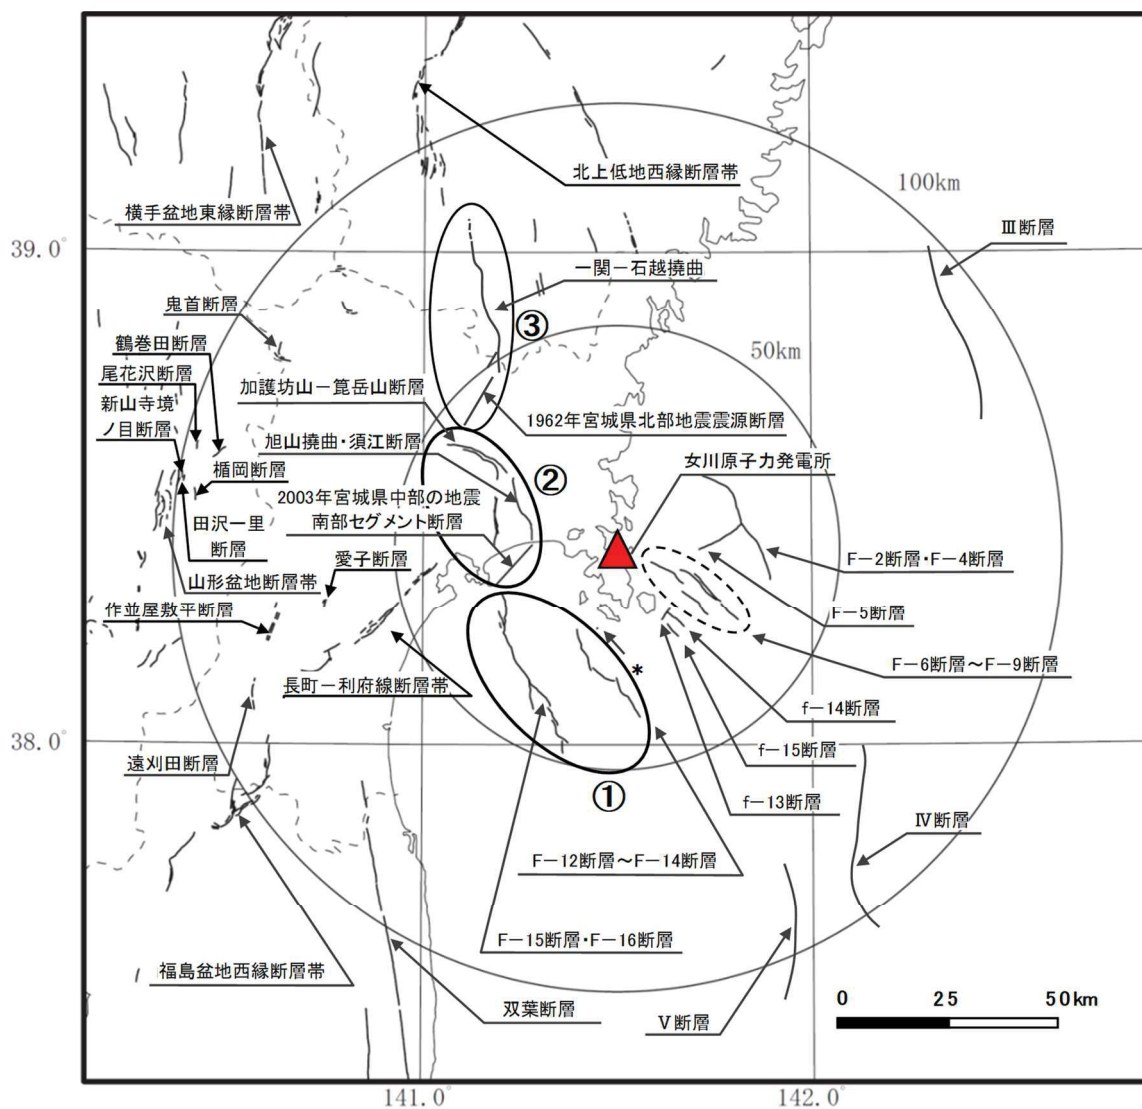 北上低地西縁断層帯
100km
横手盆地東縁断層帯
Ⅲ断層
39.0°
一関－石越撓曲
鬼首断層
③
鶴巻田断層
50km
尾花沢断層
加護坊山－箟岳山断層
新山寺境
ノ目断層
1962年宮城県北部地震震源断層
旭山撓曲・須江断層
女川原子力発電所
楯岡断層
②
2003年宮城県中部の地震
南部セグメント断層
田沢一里
断層
愛子断層
F－2断層・F－4断層
山形盆地断層帯
作並屋敷平断層
F－5断層
F－6断層～F－9断層
*
長町－利府線断層帯
f－14断層
38.0°
遠刈田断層
f－15断層
①
f－13断層
Ⅳ断層
F－12断層～F－14断層
F－15断層・F－16断層
福島盆地西縁断層帯
双葉断層
Ⅴ断層
0 25 50km
141.0°
142.0°